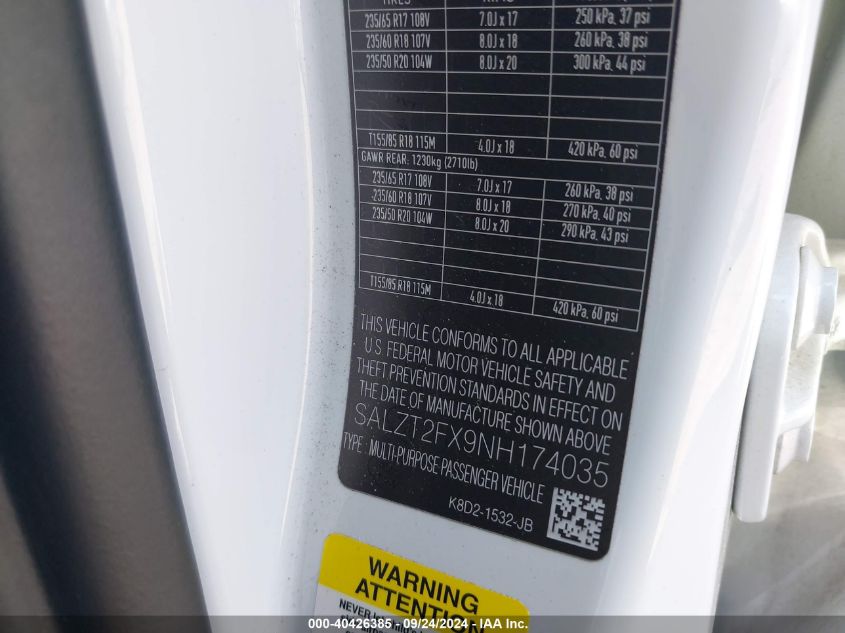 TIRES
235/65 R17 108V 7.0J x 17 250 kPa, 37 psi
235/60 R18 107V 8.0J x 18 260 kPa, 38 psi
235/50 R20 104W 8.0J x 20 300 kPa, 44 psi
T155/85 R18 115M 4.0J x 18 420 kPa, 60 psi
GAWR REAR: 1230kg (2710lb)
235/65 R17 108V 7.0J x 17 260 kPa, 38 psi
235/60 R18 107V 8.0J x 18 270 kPa, 40 psi
235/50 R20 104W 8.0J x 20 290 kPa, 43 psi
T155/85 R18 115M 4.0J x 18 420 kPa, 60 psi
THIS VEHICLE CONFORMS TO ALL APPLICABLE
U.S. FEDERAL MOTOR VEHICLE SAFETY AND
THEFT PREVENTION STANDARDS IN EFFECT ON
THE DATE OF MANUFACTURE SHOWN ABOVE
SALZT2FX9NH174035
TYPE : MULTI-PURPOSE PASSENGER VEHICLE
K8D2-1532-JB
WARNING
ATTENTION
NEVER
000-40426385 - 09/24/2024 - IAA Inc.